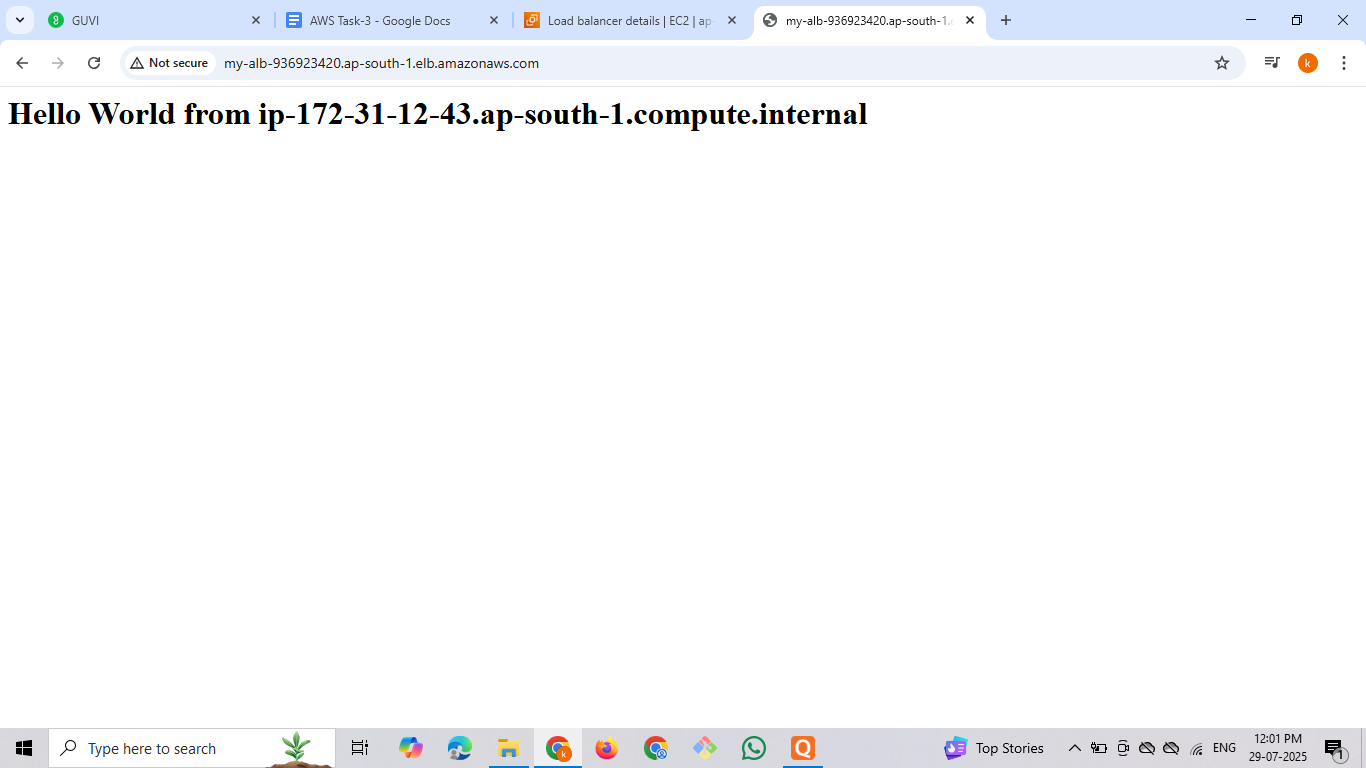 GUVI
AWS Task-3 - Google Docs
Load balancer details | EC2 | ap-
my-alb-936923420.ap-south-1.e
Not secure
my-alb-936923420.ap-south-1.elb.amazonaws.com
k
Hello World from ip-172-31-12-43.ap-south-1.compute.internal
Type here to search
k
Q
Top Stories
ENG
12:01 PM
29-07-2025
1